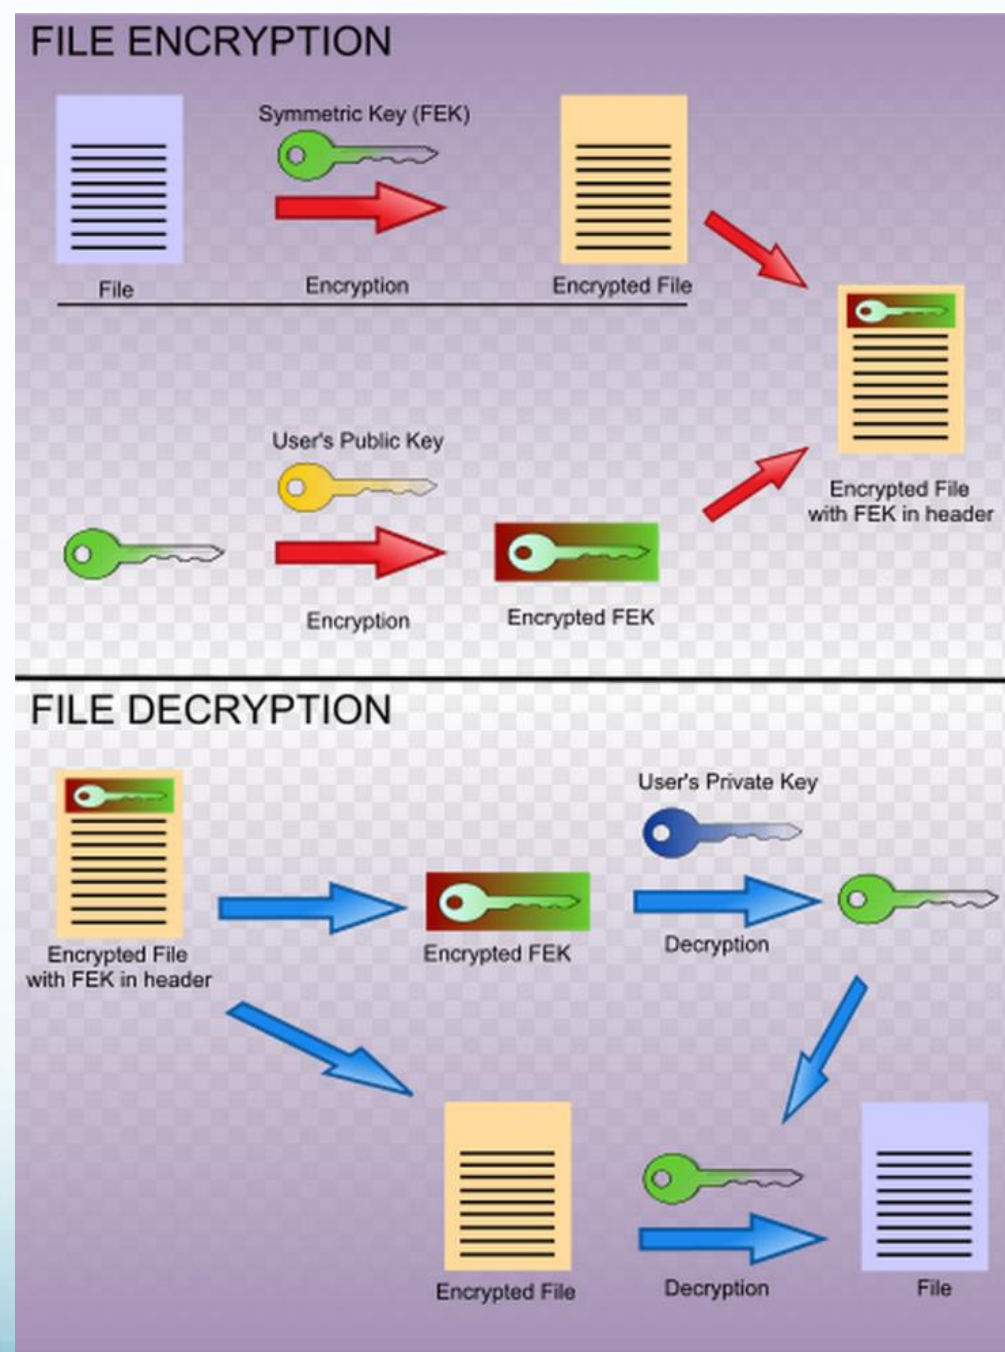 FILE ENCRYPTION
Symmetric Key (FEK)
File
Encryption
Encrypted File
User's Public Key
Encrypted File
with FEK in header
Encryption
Encrypted FEK
FILE DECRYPTION
User's Private Key
Encrypted File
with FEK in header
Encrypted FEK
Decryption
Encrypted File
Decryption
File